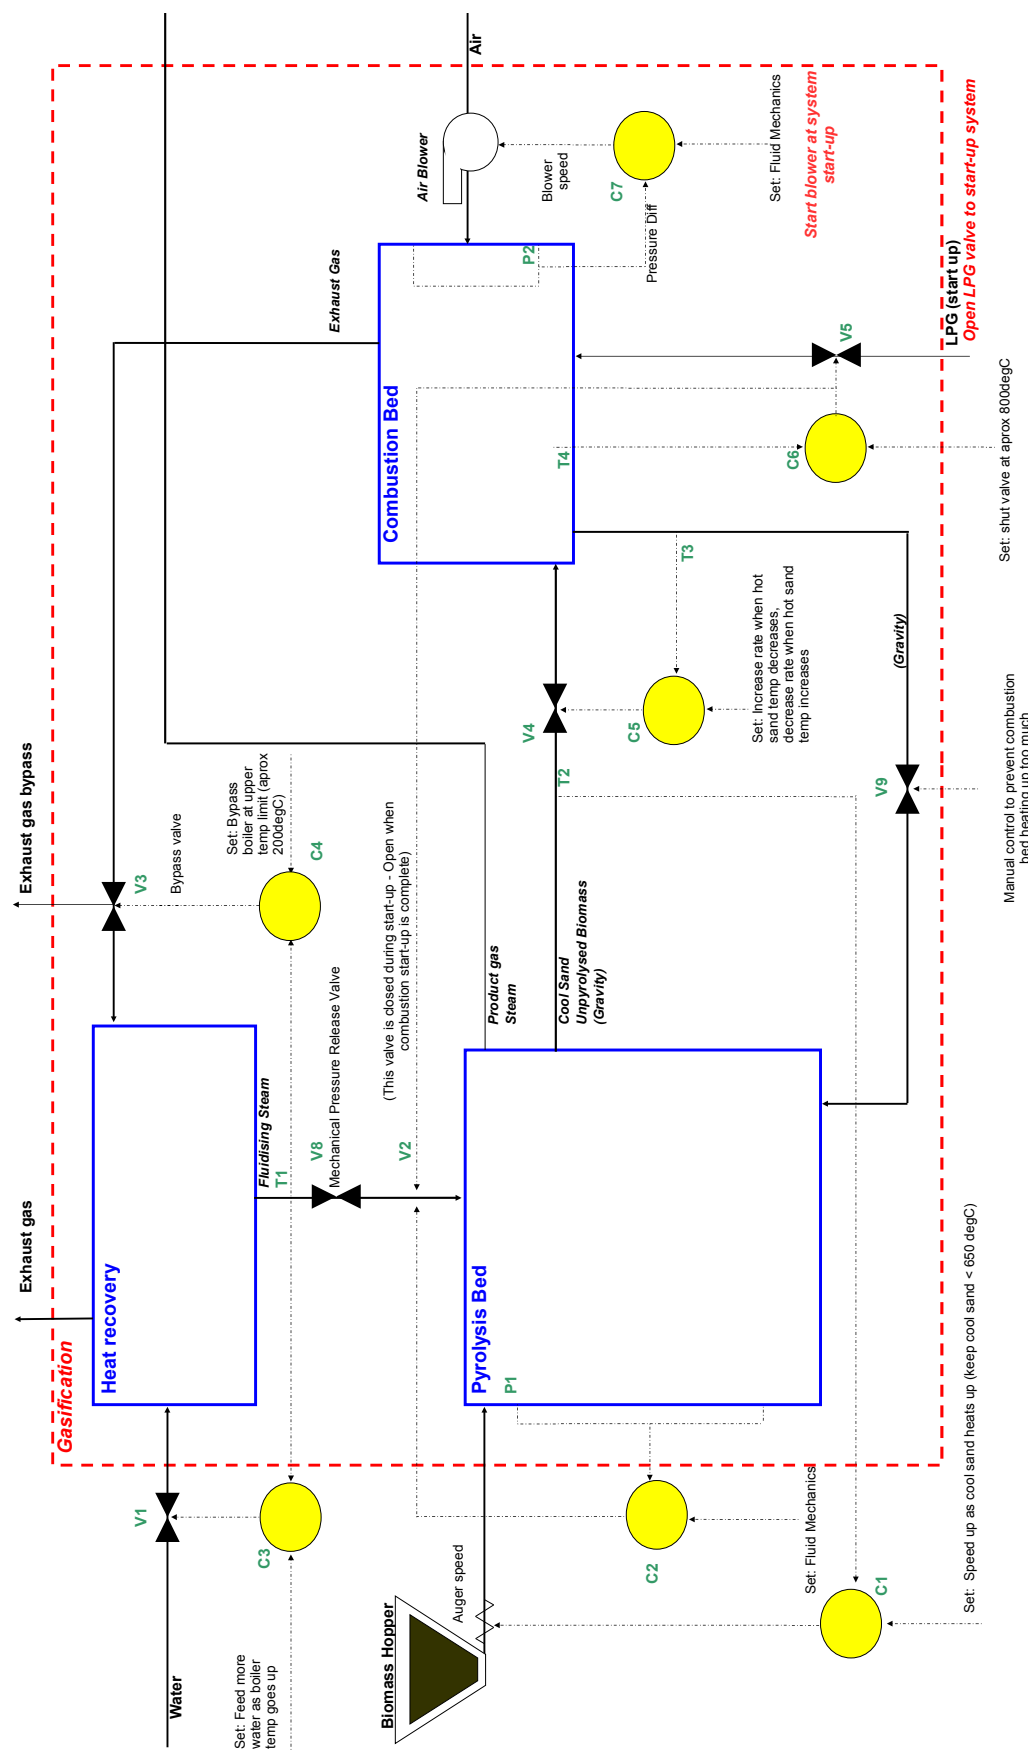 Exhaust gas
Exhaust gas bypass
Gasification
Water
V1
Set: Feed more
water as boiler
temp goes up
C3
Heat recovery
Fluidising Steam
T1
V8
Mechanical Pressure Release Valve
V3
Bypass valve
Set: Bypass
boiler at upper
temp limit (aprox
200degC)
C4
V2
(This valve is closed during start-up - Open when
combustion start-up is complete)
Exhaust Gas
Air
Air Blower
Blower
speed
C7
Pressure Diff
P2
Set: Fluid Mechanics
Start blower at system
start-up
Combustion Bed
T4
T3
C6
V5
LPG (start up)
Open LPG valve to start-up system
Set: shut valve at aprox 800degC
Biomass Hopper
Auger speed
Pyrolysis Bed
P1
Product gas
Steam
Cool Sand
Unpyrolysed Biomass
(Gravity)
V4
T2
C5
Set: Increase rate when hot
sand temp decreases,
decrease rate when hot sand
temp increases
(Gravity)
V9
Manual control to prevent combustion
bed heating up too much
C2
Set: Fluid Mechanics
C1
Set: Speed up as cool sand heats up (keep cool sand < 650 degC)